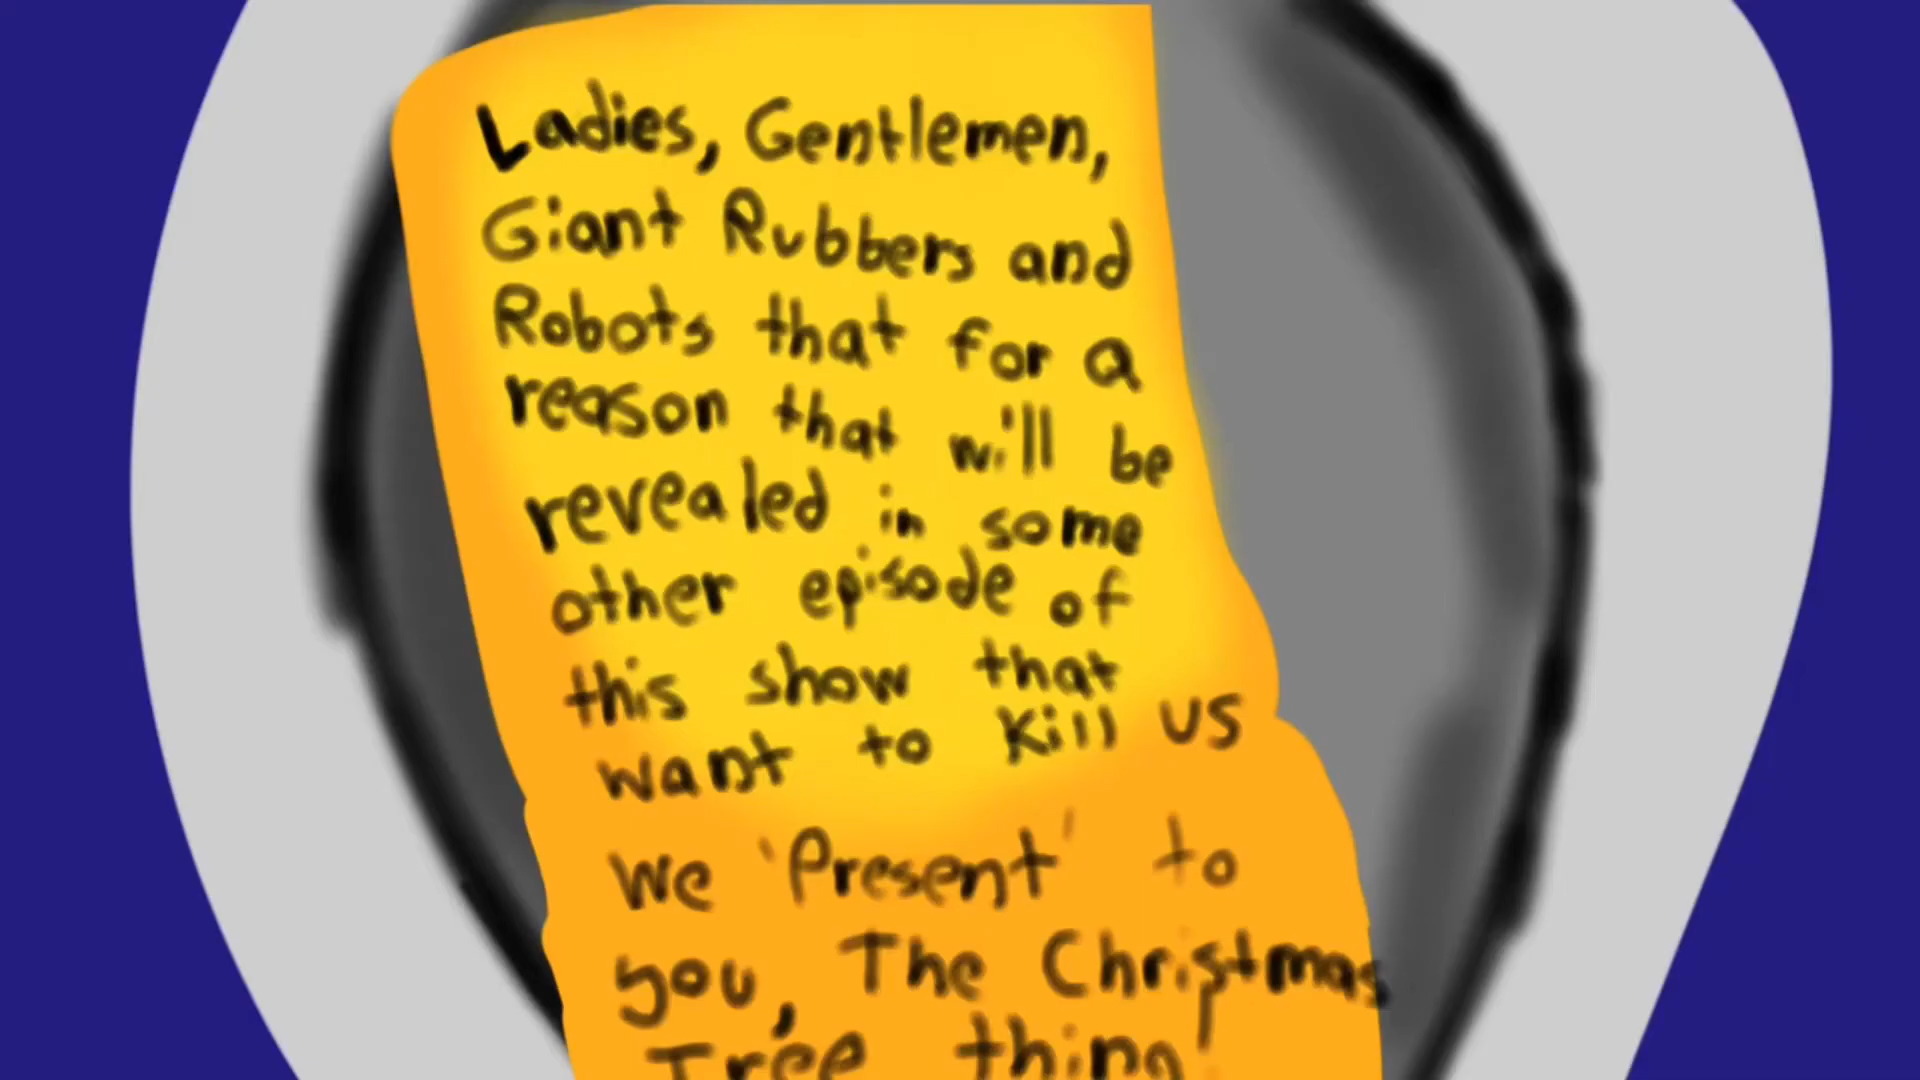 Ladies, Gentlemen,
Giant Rubbers and
Robots that for a
reason that will be
revealed in some
other episode of
this show that
want to kill us
we 'Present' to
you, The Christmas
Tree thing!